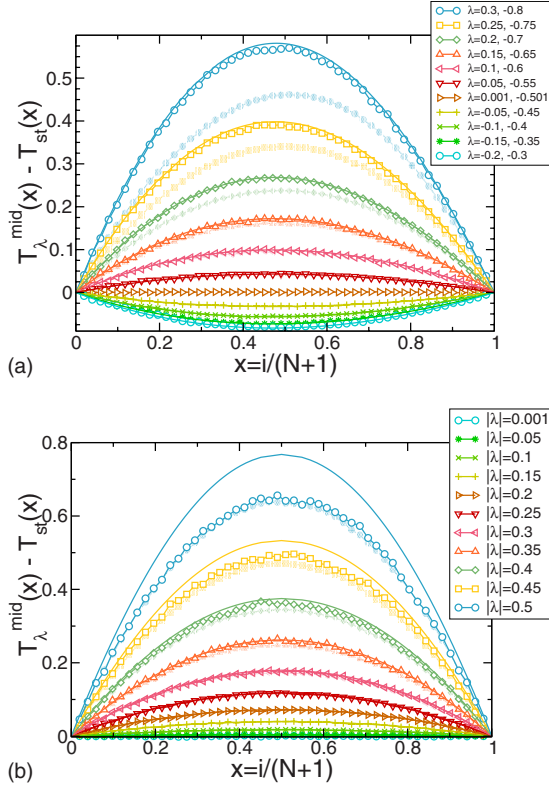 λ=0.3, -0.8
λ=0.25, -0.75
λ=0.2, -0.7
λ=0.15, -0.65
λ=0.1, -0.6
λ=0.05, -0.55
λ=0.001, -0.501
λ=-0.05, -0.45
λ=-0.1, -0.4
λ=-0.15, -0.35
λ=-0.2, -0.3
0.5
0.4
0.3
0.2
0.1
0
T_λ^mid(x) - T_st(x)
0 0.2 0.4 0.6 0.8 1
(a) x=i/(N+1)
|λ|=0.001
|λ|=0.05
|λ|=0.1
|λ|=0.15
|λ|=0.2
|λ|=0.25
|λ|=0.3
|λ|=0.35
|λ|=0.4
|λ|=0.45
|λ|=0.5
0.8
0.6
0.4
0.2
0
T_λ^mid(x) - T_st(x)
0 0.2 0.4 0.6 0.8 1
(b) x=i/(N+1)